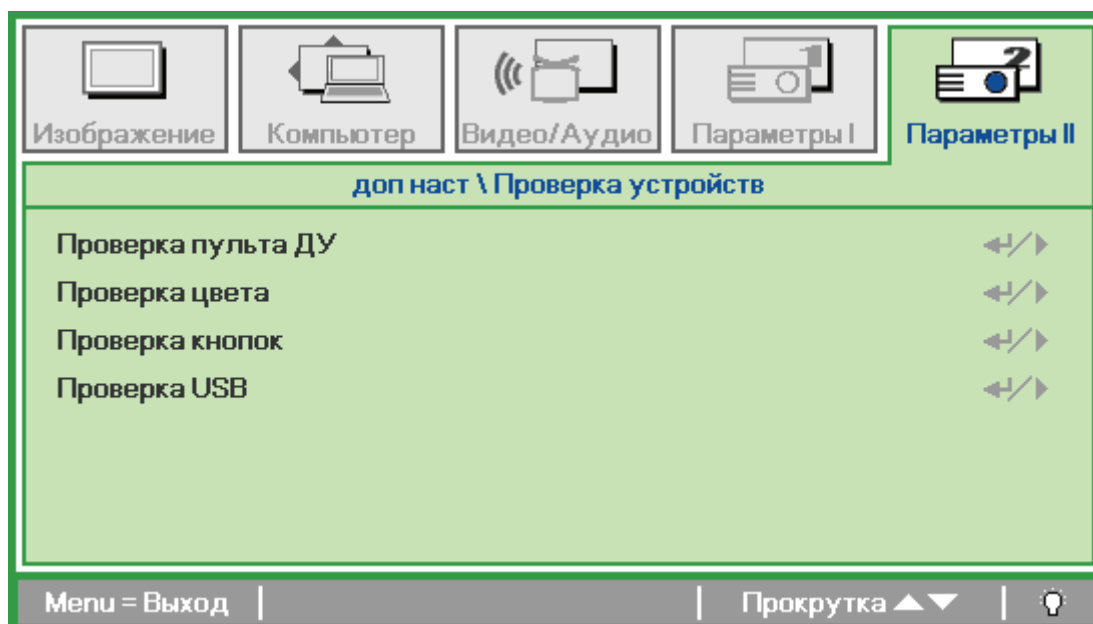 Изображение
Компьютер
Видео/Аудио
Параметры I
Параметры II
доп наст \ Проверка устройств
Проверка пульта ДУ
Проверка цвета
Проверка кнопок
Проверка USB
Menu = Выход
Прокрутка